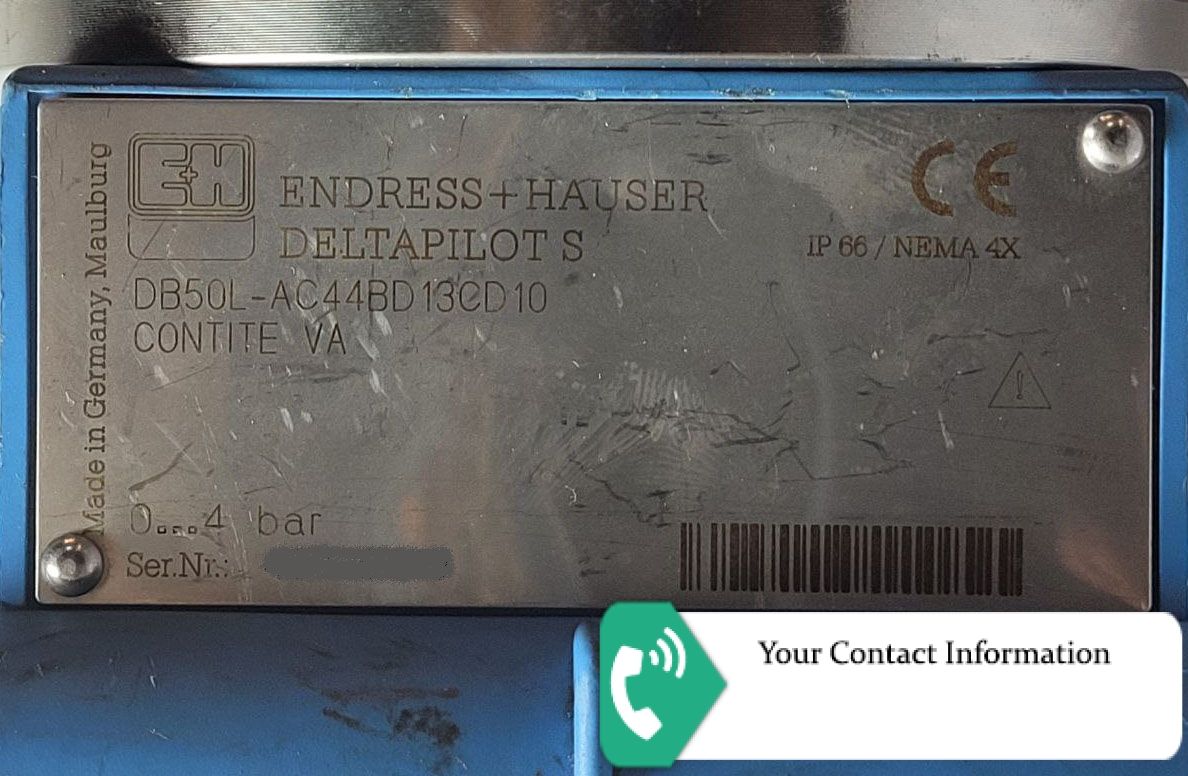 Made in Germany, Maulburg
E+H
ENDRESS+HAUSER
DELTAPILOT S
CE
IP 66 / NEMA 4X
DB50L-AC44BD13CD10
CONTITE VA
0...4 bar
Ser.Nr.:
Your Contact Information